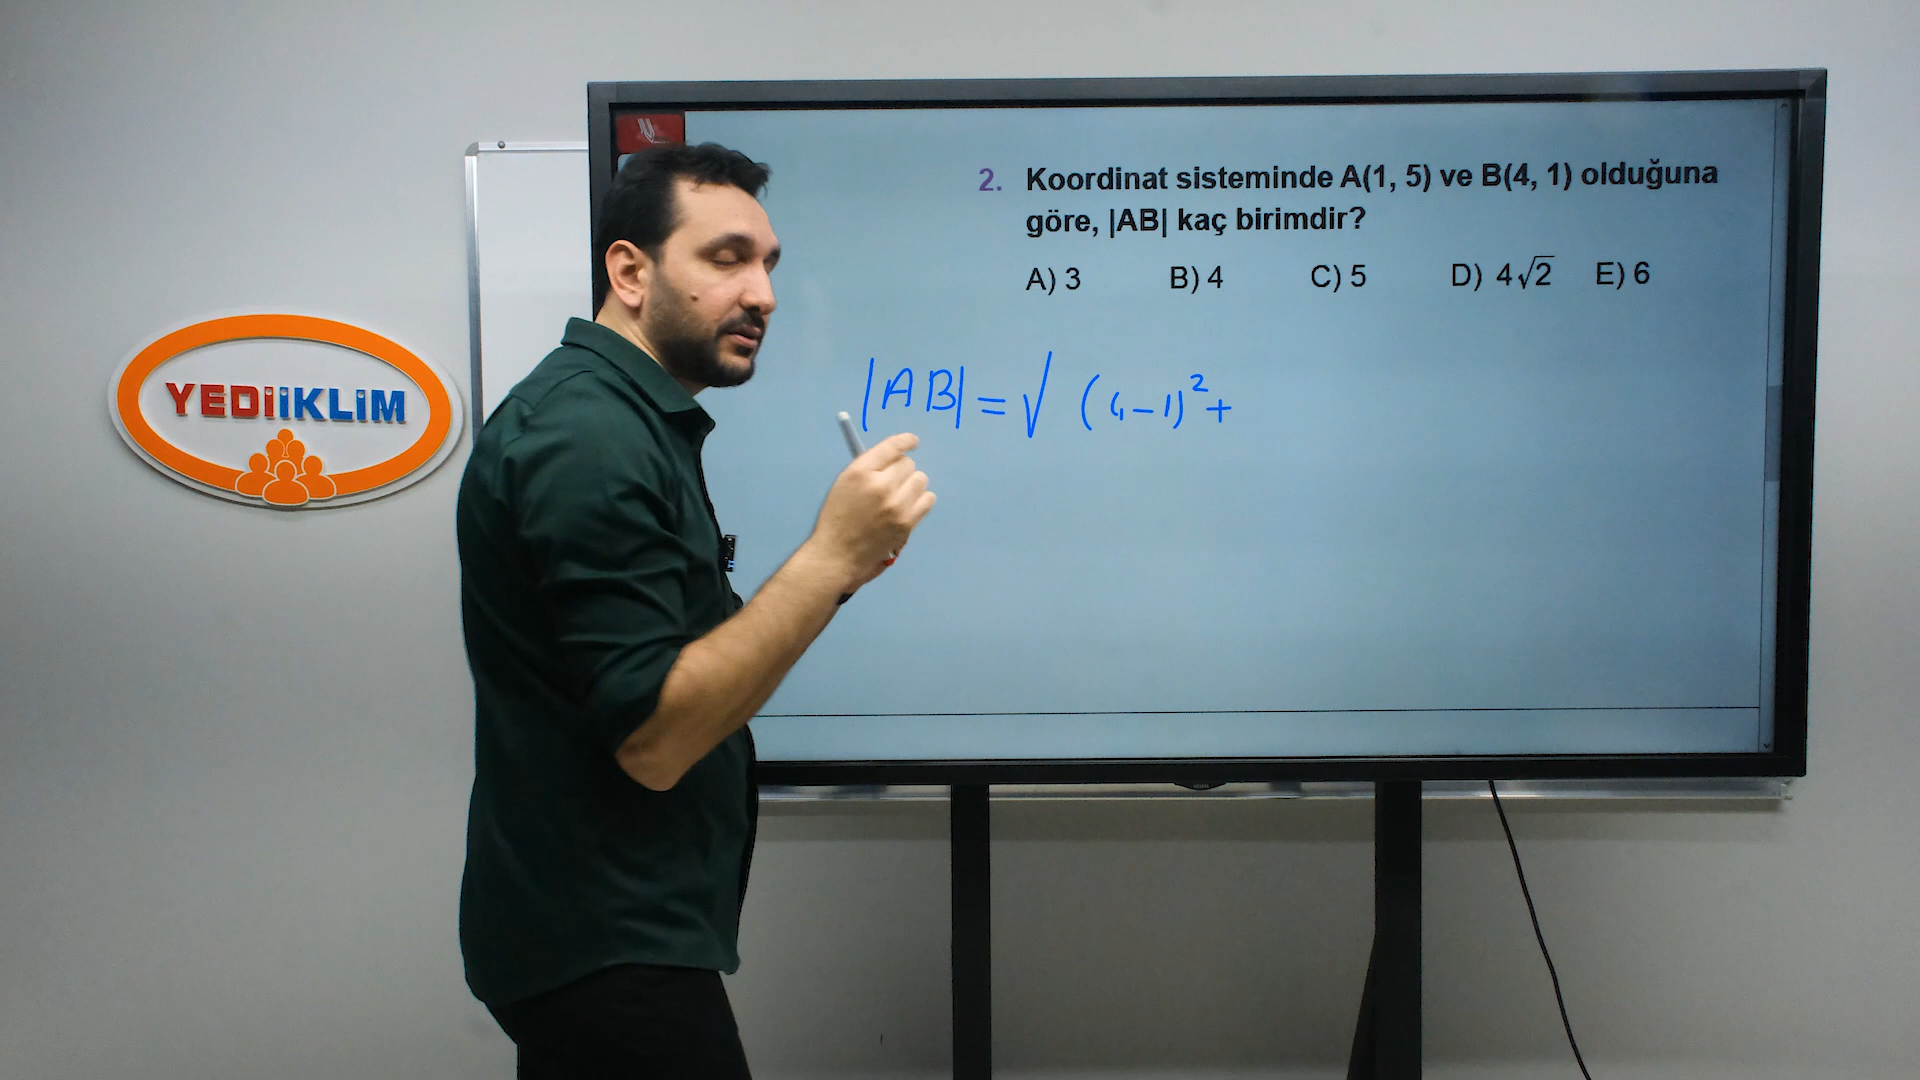 YEDİİKLİM
2. Koordinat sisteminde A(1, 5) ve B(4, 1) olduğuna
göre, |AB| kaç birimdir?
A) 3 B) 4 C) 5 D) 4√2 E) 6
|AB| = √ (4-1)² +